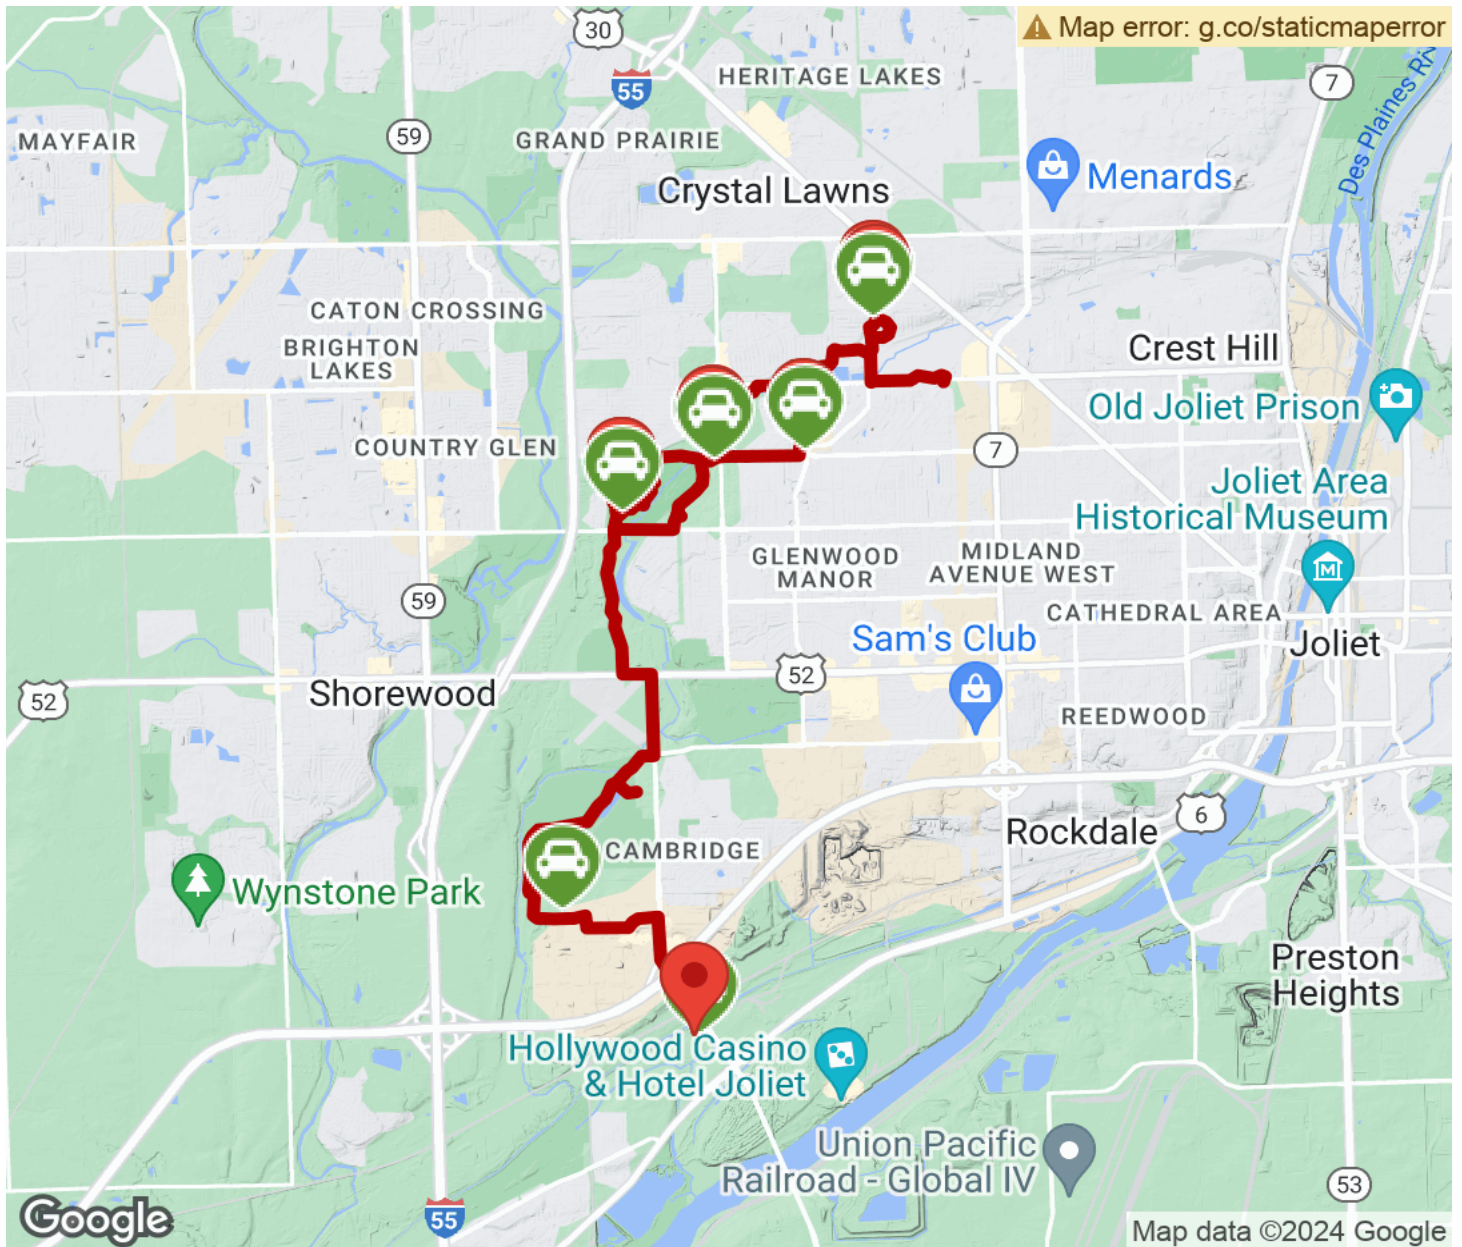 Map error: g.co/staticmaperror
30
55
HERITAGE LAKES
7
Des Plaines Riv
MAYFAIR
59
GRAND PRAIRIE
Crystal Lawns
Menards
CATON CROSSING
BRIGHTON
LAKES
Crest Hill
Old Joliet Prison
COUNTRY GLEN
7
Joliet Area
Historical Museum
GLENWOOD
MANOR
MIDLAND
AVENUE WEST
59
CATHEDRAL AREA
Sam's Club
Joliet
52
52
Shorewood
REEDWOOD
6
Rockdale
CAMBRIDGE
Wynstone Park
Preston
Heights
Hollywood Casino
& Hotel Joliet
Union Pacific
Railroad - Global IV
53
55
Google
Map data ©2024 Google